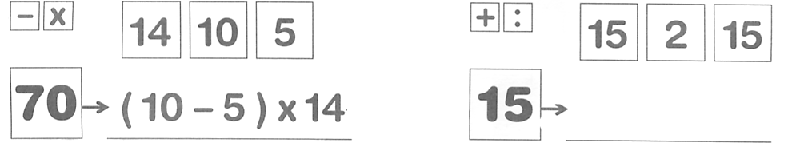 − x 14 10 5
70 → ( 10 − 5 ) x 14
+ : 15 2 15
15 →